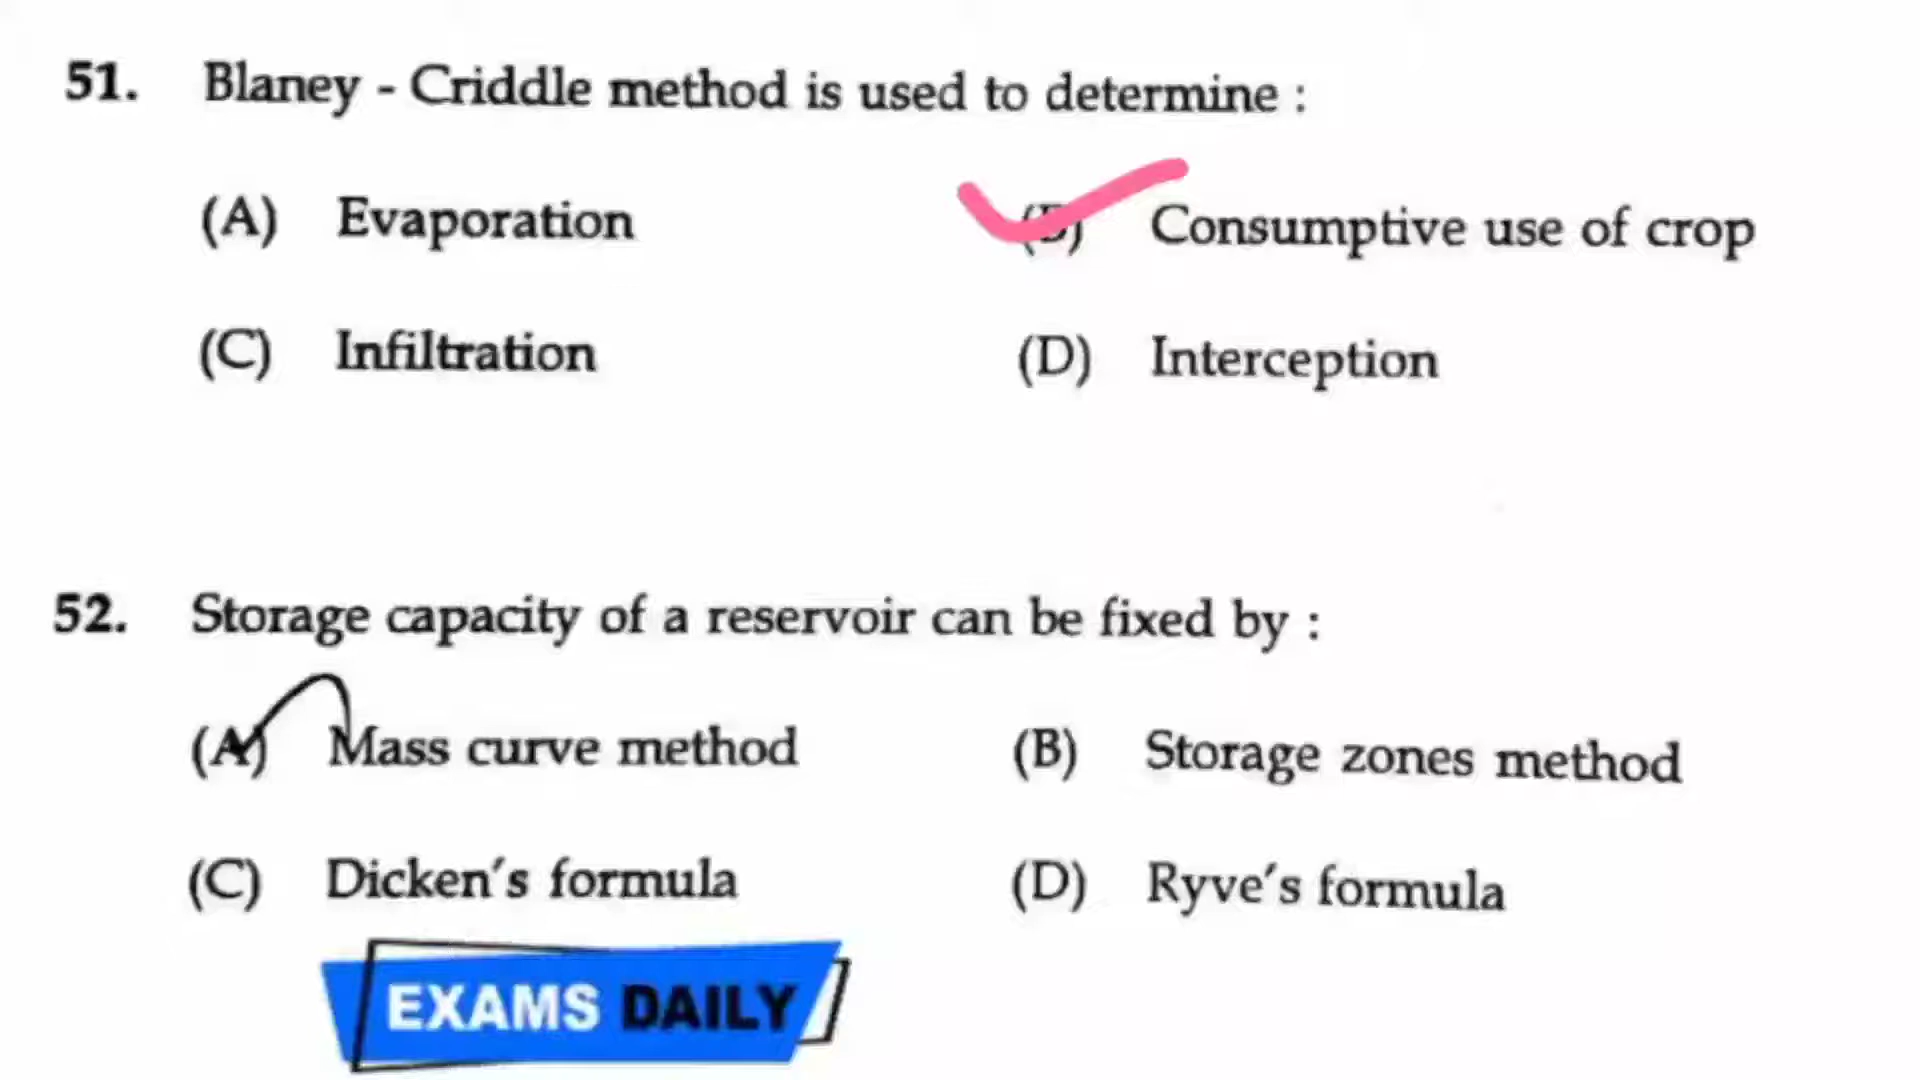 51. Blaney - Criddle method is used to determine :
(A) Evaporation (B) Consumptive use of crop
(C) Infiltration (D) Interception
52. Storage capacity of a reservoir can be fixed by :
(A) Mass curve method (B) Storage zones method
(C) Dicken's formula (D) Ryve's formula
EXAMS DAILY